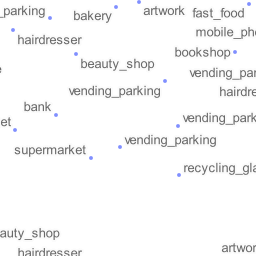 _parking
bakery
artwork
fast_food
hairdresser
mobile_ph
bookshop
beauty_shop
vending_par
vending_parking
hairdre
bank
vending_park
et
vending_parking
supermarket
recycling_gla
auty_shop
hairdresser
artwor